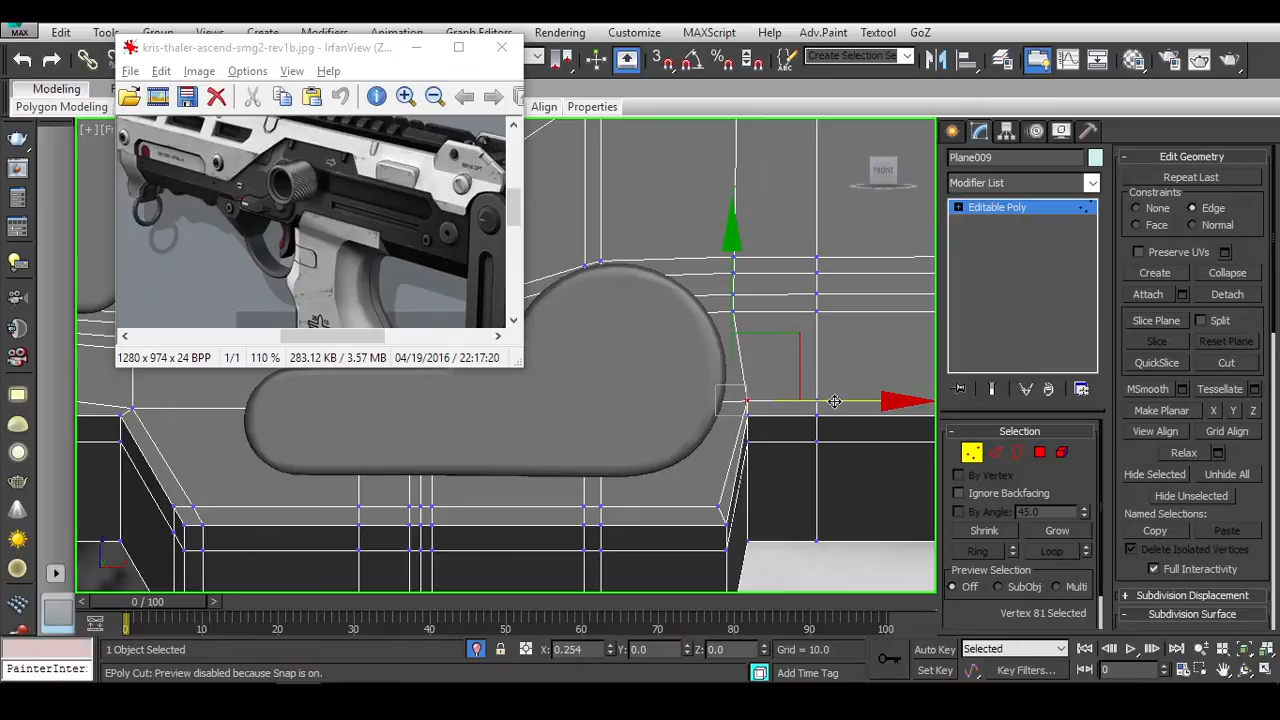 MAX
Edit
Tools
Group
Views
Create
Modifiers
Animation
Graph Editors
Rendering
Customize
MAXScript
Help
Adv.Paint
Textool
GoZ
kris-thaler-ascend-smg2-rev1b.jpg - IrfanView (Z...
File Edit Image Options View Help
Create Selection Se
Modeling
Polygon Modeling
Align
Properties
[+][Fr
FRONT
1280 x 974 x 24 BPP 1/1 110 % 283.12 KB / 3.57 MB 04/19/2016 / 22:17:20
Plane009
Modifier List
Editable Poly
Selection
By Vertex
Ignore Backfacing
By Angle: 45.0
Shrink Grow
Ring Loop
Preview Selection
Off SubObj Multi
Vertex 81 Selected
Edit Geometry
Repeat Last
Constraints
None Edge
Face Normal
Preserve UVs
Create Collapse
Attach Detach
Slice Plane Split
Slice Reset Plane
QuickSlice Cut
MSmooth Tessellate
Make Planar X Y Z
View Align Grid Align
Relax
Hide Selected Unhide All
Hide Unselected
Named Selections:
Copy Paste
Delete Isolated Vertices
Full Interactivity
Subdivision Displacement
Subdivision Surface
0 / 100
0 10 20 30 40 50 60 70 80 90 100
PainterInter
1 Object Selected
X: 0.254 Y: 0.0 Z: 0.0 Grid = 10.0
EPoly Cut: Preview disabled because Snap is on.
Add Time Tag
Auto Key Selected
Set Key Key Filters...
0